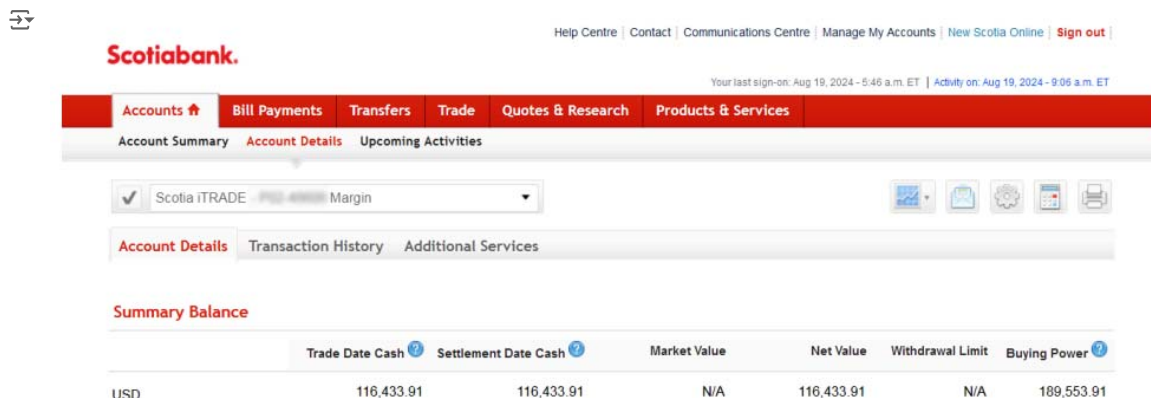 Help Centre | Contact | Communications Centre | Manage My Accounts | New Scotia Online | Sign out |
Scotiabank.
Your last sign-on: Aug 19, 2024 - 5:46 a.m. ET | Activity on: Aug 19, 2024 - 9:06 a.m. ET
Accounts Bill Payments Transfers Trade Quotes & Research Products & Services
Account Summary Account Details Upcoming Activities
Scotia iTRADE - Margin
Account Details Transaction History Additional Services
Summary Balance
Trade Date Cash ? Settlement Date Cash ? Market Value Net Value Withdrawal Limit Buying Power ?
USD 116,433.91 116,433.91 N/A 116,433.91 N/A 189,553.91